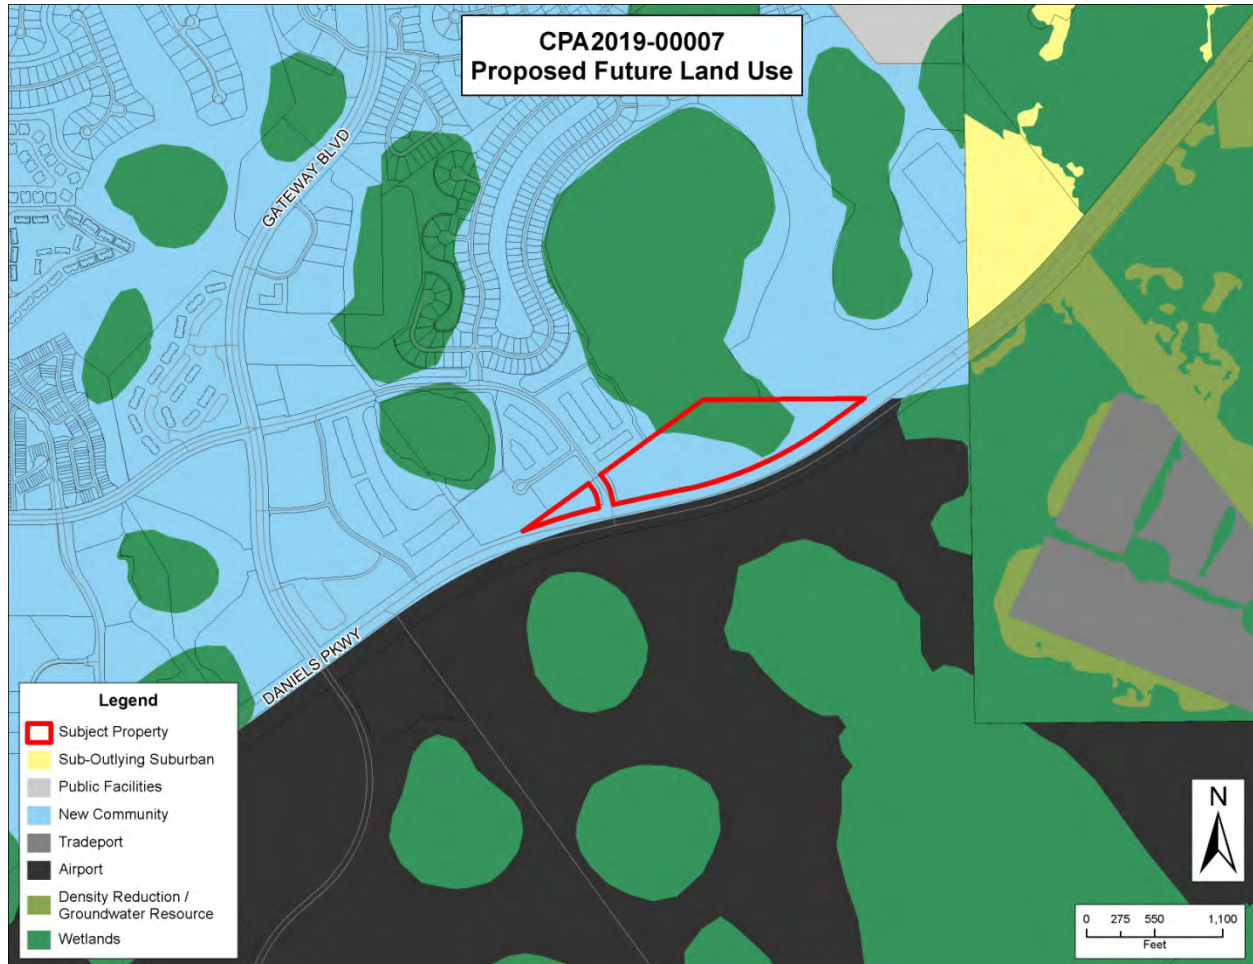 CPA2019-00007
Proposed Future Land Use
GATEWAY BLVD
DANIELS PKWY
Legend
Subject Property
Sub-Outlying Suburban
Public Facilities
New Community
Tradeport
Airport
Density Reduction /
Groundwater Resource
Wetlands
N
0 275 550 1,100
Feet